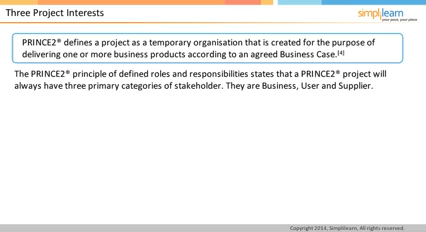 Three Project Interests
simplilearn
your pace, your place
PRINCE2® defines a project as a temporary organisation that is created for the purpose of
delivering one or more business products according to an agreed Business Case.[4]
The PRINCE2® principle of defined roles and responsibilities states that a PRINCE2® project will
always have three primary categories of stakeholder. They are Business, User and Supplier.
Copyright 2014, Simplilearn, All rights reserved.